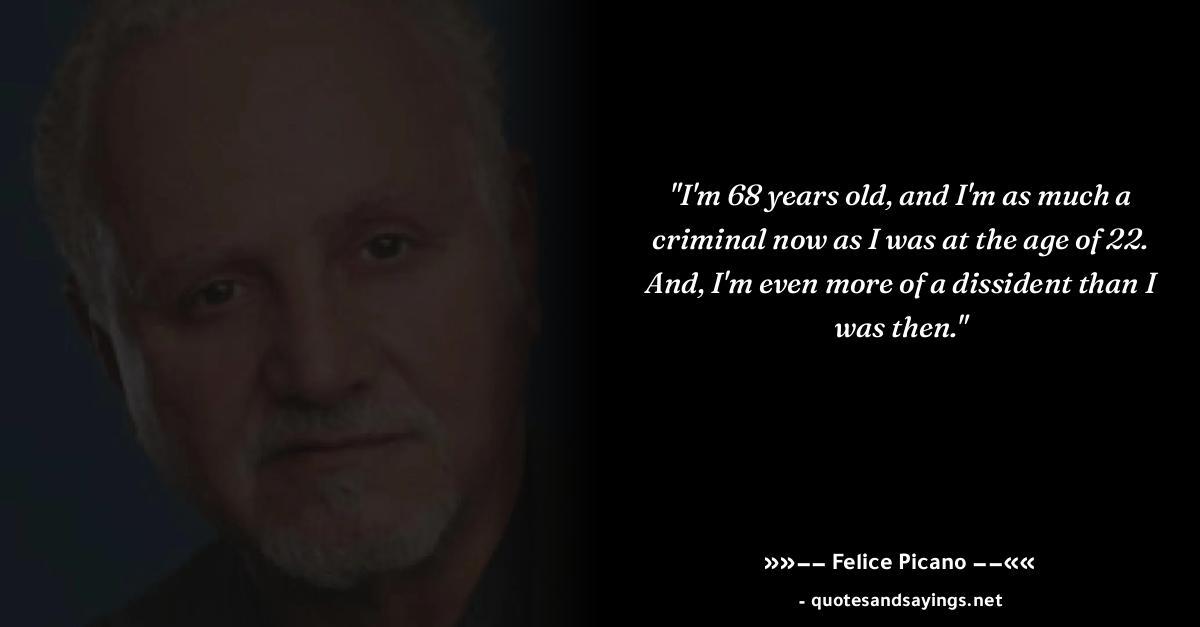 "I'm 68 years old, and I'm as much a
criminal now as I was at the age of 22.
And, I'm even more of a dissident than I
was then."
»»−− Felice Picano −−««
- quotesandsayings.net